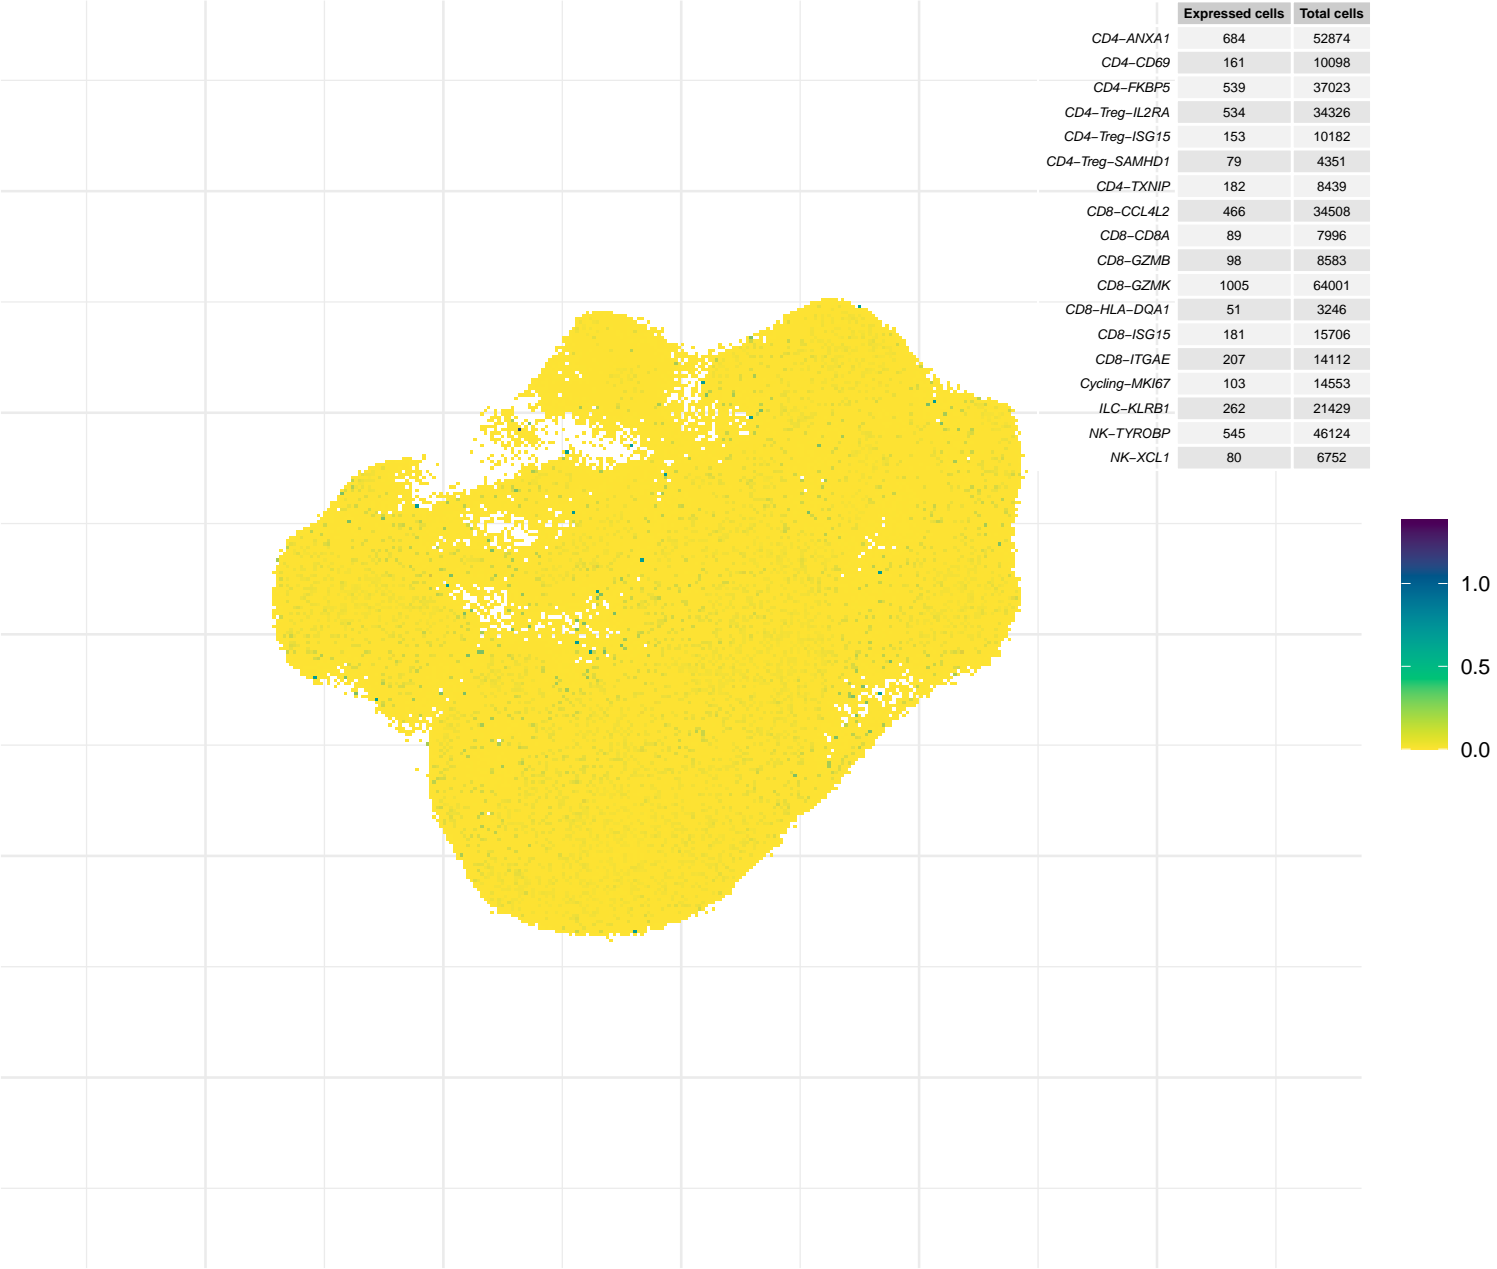 Expressed cells Total cells
CD4−ANXA1 684 52874
CD4−CD69 161 10098
CD4−FKBP5 539 37023
CD4−Treg−IL2RA 534 34326
CD4−Treg−ISG15 153 10182
CD4−Treg−SAMHD1 79 4351
CD4−TXNIP 182 8439
CD8−CCL4L2 466 34508
CD8−CD8A 89 7996
CD8−GZMB 98 8583
CD8−GZMK 1005 64001
CD8−HLA−DQA1 51 3246
CD8−ISG15 181 15706
CD8−ITGAE 207 14112
Cycling−MKI67 103 14553
ILC−KLRB1 262 21429
NK−TYROBP 545 46124
NK−XCL1 80 6752
1.0
0.5
0.0